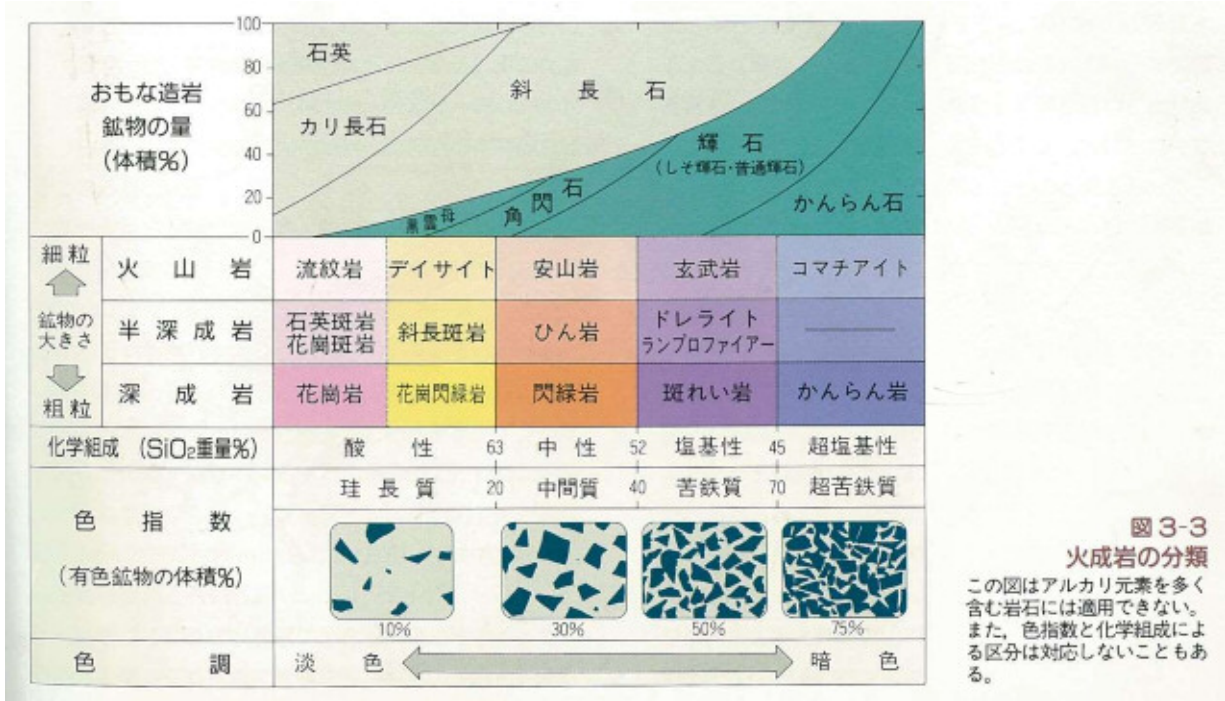 おもな造岩
鉱物の量
(体積%)
100
80
60
40
20
0
石英
カリ長石
斜長石
黒雲母
角閃石
輝石
(しそ輝石・普通輝石)
かんらん石
細粒
鉱物の
大きさ
粗粒
火山岩 流紋岩 デイサイト 安山岩 玄武岩 コマチアイト
半深成岩 石英斑岩 斜長斑岩 ひん岩 ドレライト
花崗斑岩 ランプロファイアー
深成岩 花崗岩 花崗閃緑岩 閃緑岩 斑れい岩 かんらん岩
化学組成 (SiO₂重量%) 酸性 63 中性 52 塩基性 45 超塩基性
珪長質 20 中間質 40 苦鉄質 70 超苦鉄質
色指数
(有色鉱物の体積%)
10% 30% 50% 75%
色調 淡色 暗色
図3-3
火成岩の分類
この図はアルカリ元素を多く
含む岩石には適用できない。
また，色指数と化学組成によ
る区分は対応しないこともあ
る。